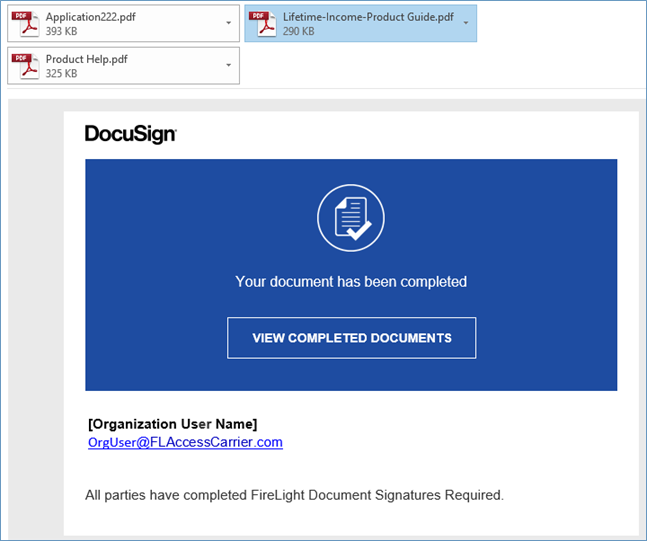 PDF
Application222.pdf
393 KB
PDF
Lifetime-Income-Product Guide.pdf
290 KB
PDF
Product Help.pdf
325 KB
DocuSign
Your document has been completed
VIEW COMPLETED DOCUMENTS
[Organization User Name]
OrgUser@FLAccessCarrier.com
All parties have completed FireLight Document Signatures Required.